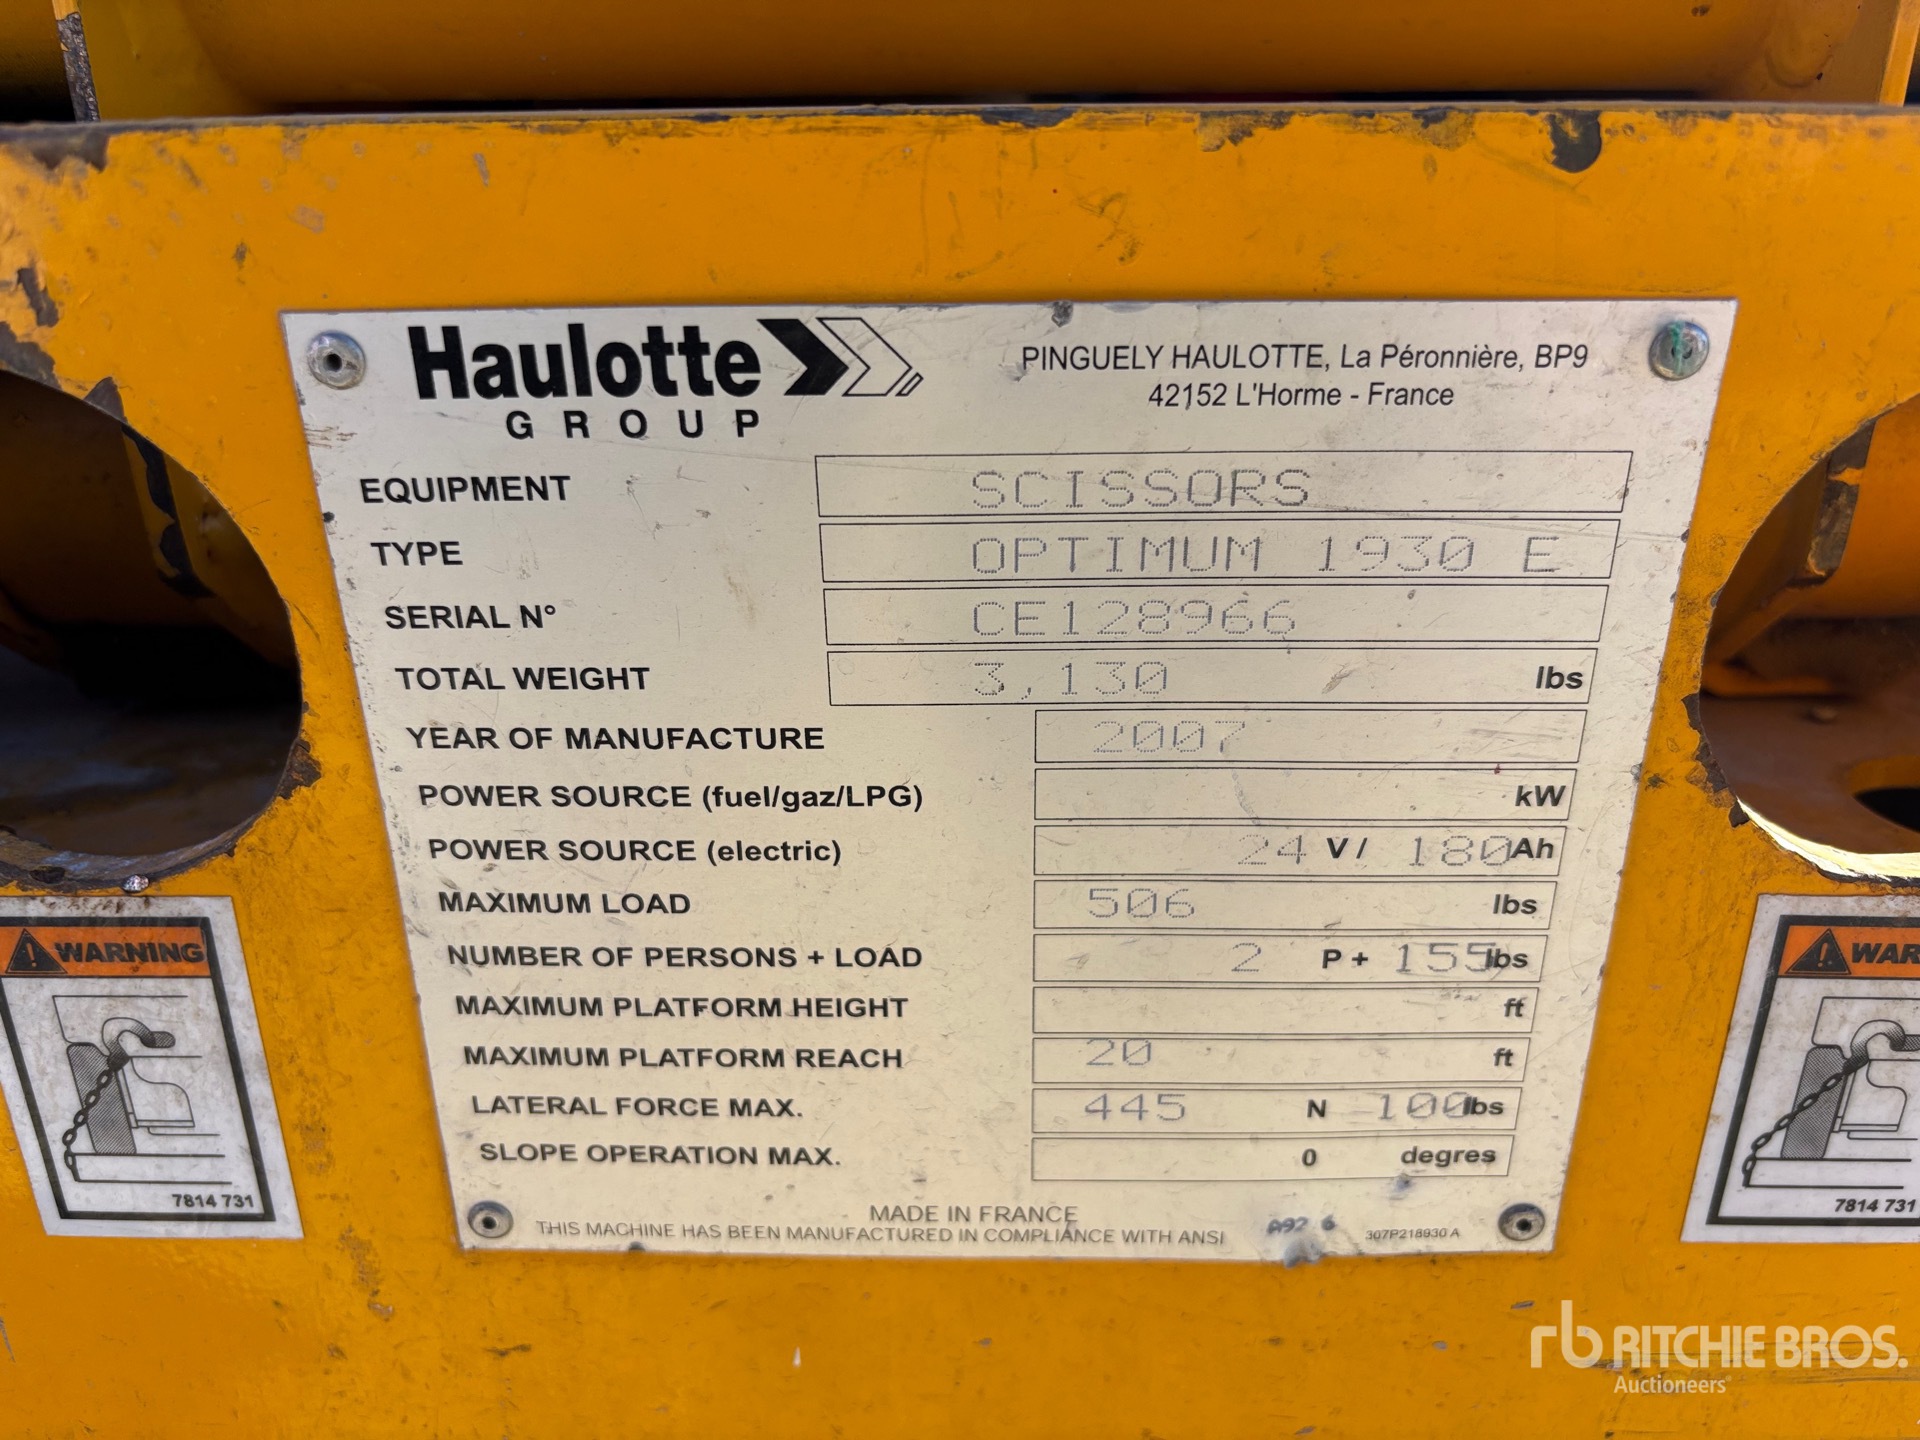 Haulotte
GROUP
PINGUELY HAULOTTE, La Péronnière, BP9
42152 L'Horme - France
EQUIPMENT SCISSORS
TYPE OPTIMUM 1930 E
SERIAL N° CE128966
TOTAL WEIGHT 3,130 lbs
YEAR OF MANUFACTURE 2007
POWER SOURCE (fuel/gaz/LPG) kW
POWER SOURCE (electric) 24 V / 180 Ah
MAXIMUM LOAD 506 lbs
NUMBER OF PERSONS + LOAD 2 P + 155 lbs
MAXIMUM PLATFORM HEIGHT ft
MAXIMUM PLATFORM REACH 20 ft
LATERAL FORCE MAX. 445 N 100 lbs
SLOPE OPERATION MAX. 0 degres
MADE IN FRANCE
THIS MACHINE HAS BEEN MANUFACTURED IN COMPLIANCE WITH ANSI A92 6 307P218930 A
WARNING
7814 731
WAR
7814 731
rb RITCHIE BROS.
Auctioneers